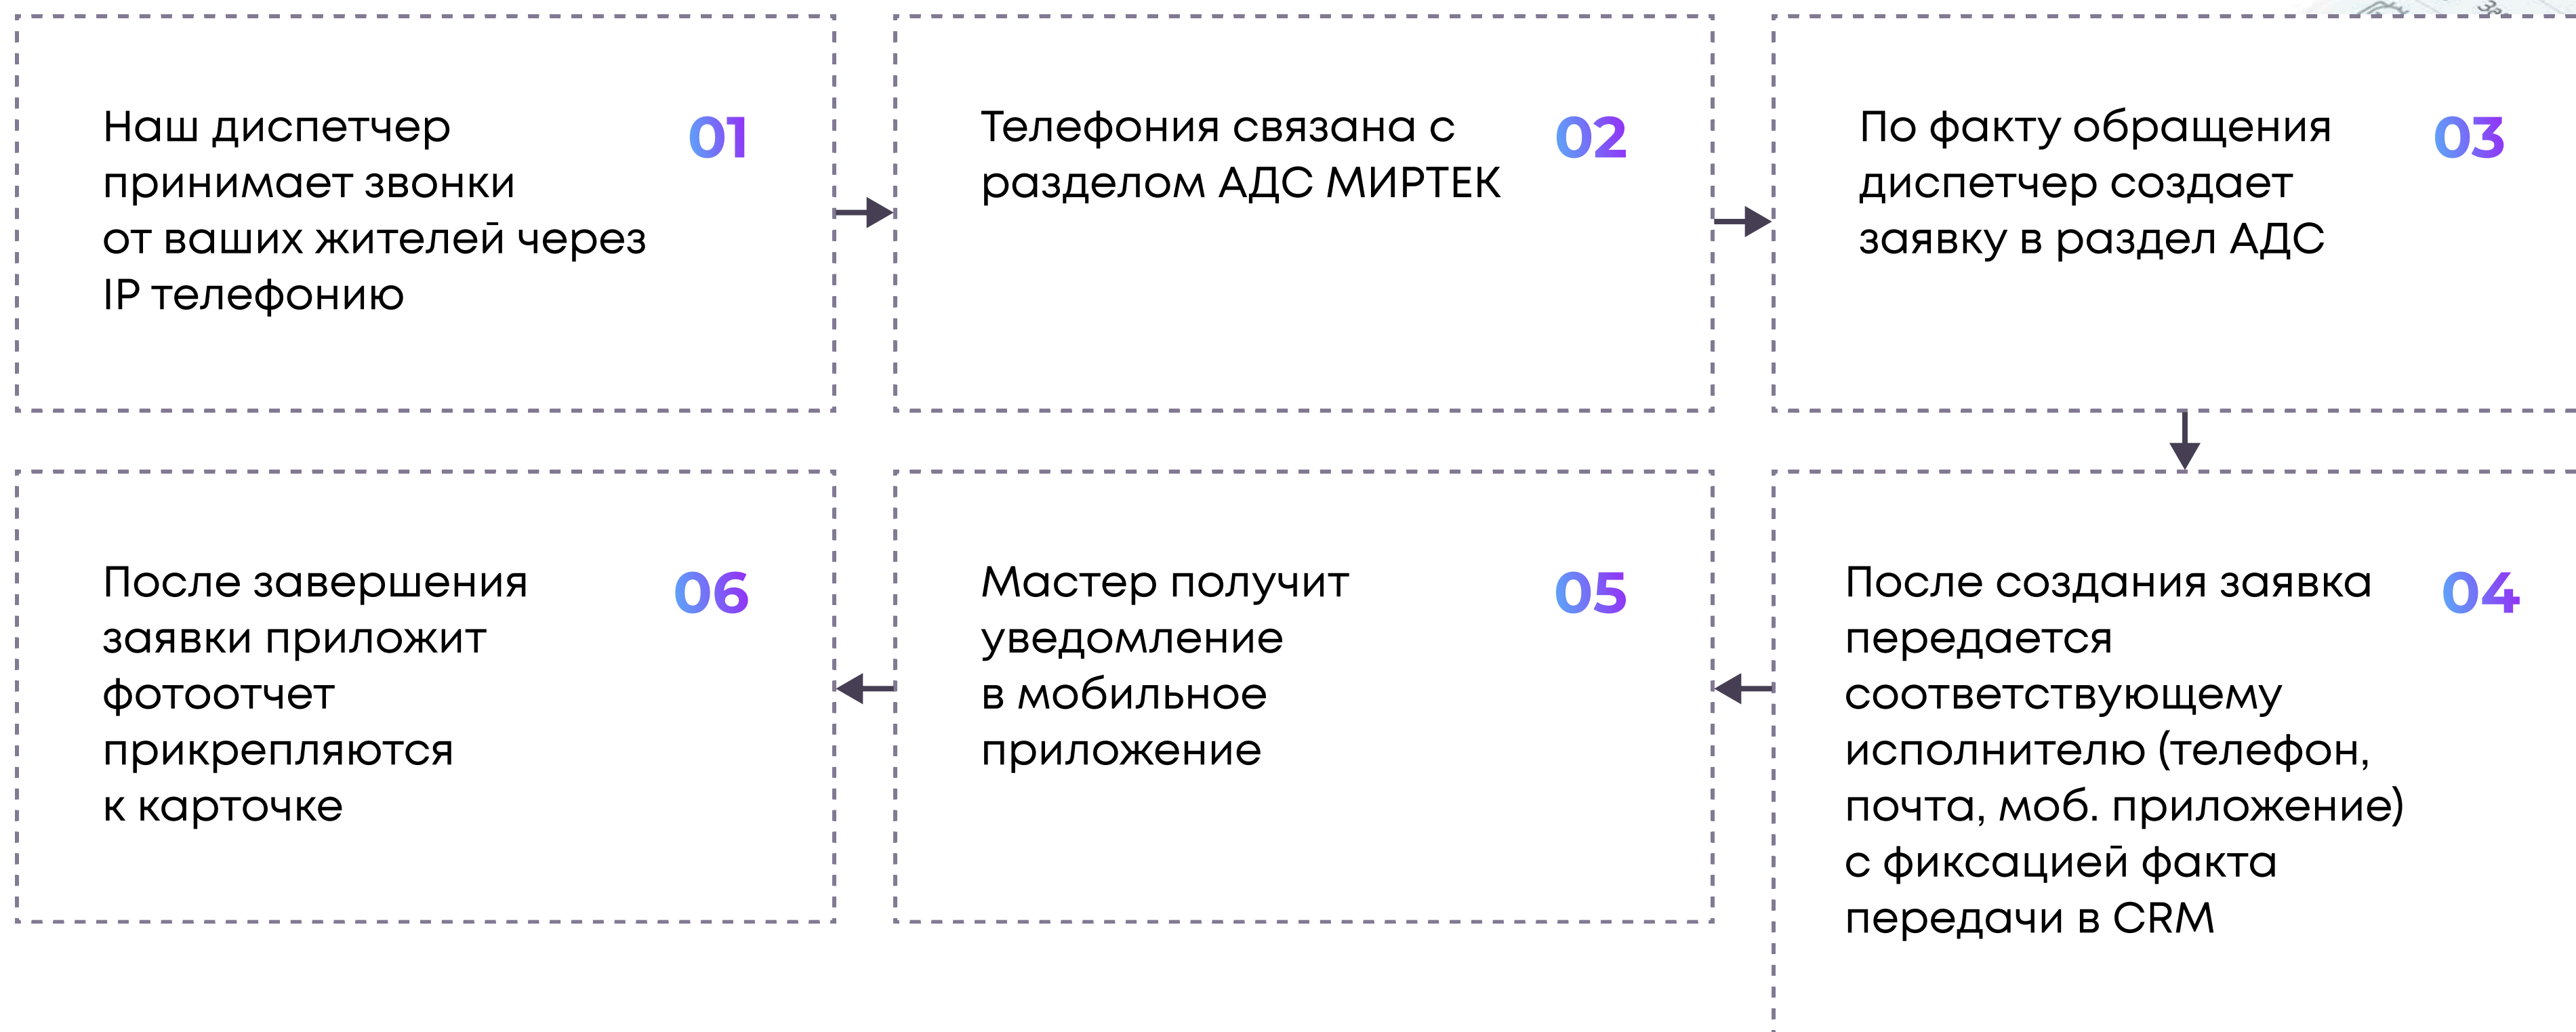 Наш диспетчер
принимает звонки
от ваших жителей через
IP телефонию
01
Телефония связана с
разделом АДС МИРТЕК
02
По факту обращения
диспетчер создает
заявку в раздел АДС
03
После создания заявка
передается
соответствующему
исполнителю (телефон,
почта, моб. приложение)
с фиксацией факта
передачи в CRM
04
Мастер получит
уведомление
в мобильное
приложение
05
После завершения
заявки приложит
фотоотчет
прикрепляются
к карточке
06